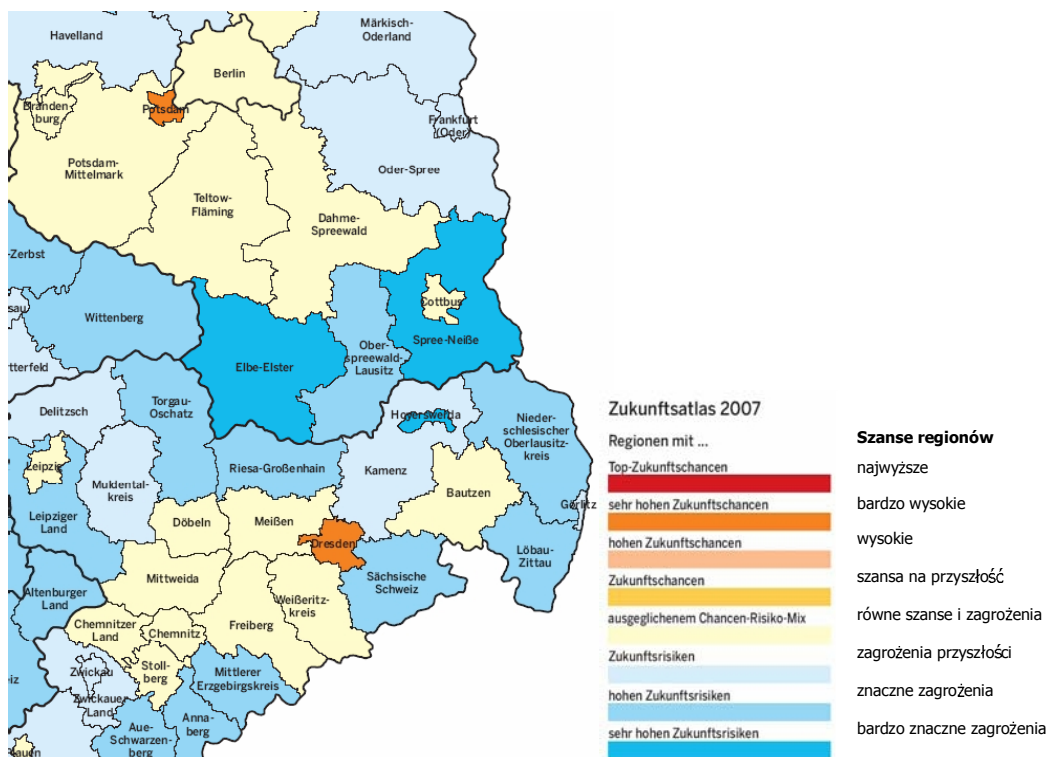 Havelland
Märkisch-
Oderland
Berlin
Branden
burg
Potsdam
Frankfurt
(Oder)
Potsdam-
Mittelmark
Oder-Spree
Teltow-
Fläming
Dahme-
Spreewald
-Zerbst
sau
Wittenberg
Cottbus
Spree-Neiße
Ober-
spreewald-
Lausitz
Elbe-Elster
tterfeld
Delitzsch
Torgau-
Oschatz
Hoyerswerda
Nieder-
schlesischer
Oberlausitz-
kreis
Leipzig
Muldental-
kreis
Riesa-Großenhain
Kamenz
Bautzen
Görlitz
Leipziger
Land
Döbeln
Meißen
Dresden
Löbau-
Zittau
Mittweida
Sächsische
Schweiz
Altenburger
Land
Weißeritz-
kreis
Chemnitzer
Land
Chemnitz
Freiberg
Stoll-
berg
Zwickau
Zwickauer
Land
Mittlerer
Erzgebirgskreis
eiz
Anna-
berg
Aue-
Schwarzen-
berg
Plauen
Zukunftsatlas 2007
Regionen mit ...
Top-Zukunftschancen
sehr hohen Zukunftschancen
hohen Zukunftschancen
Zukunftschancen
ausgeglichenem Chancen-Risiko-Mix
Zukunftsrisiken
hohen Zukunftsrisiken
sehr hohen Zukunftsrisiken
Szanse regionów
najwyższe
bardzo wysokie
wysokie
szansa na przyszłość
równe szanse i zagrożenia
zagrożenia przyszłości
znaczne zagrożenia
bardzo znaczne zagrożenia